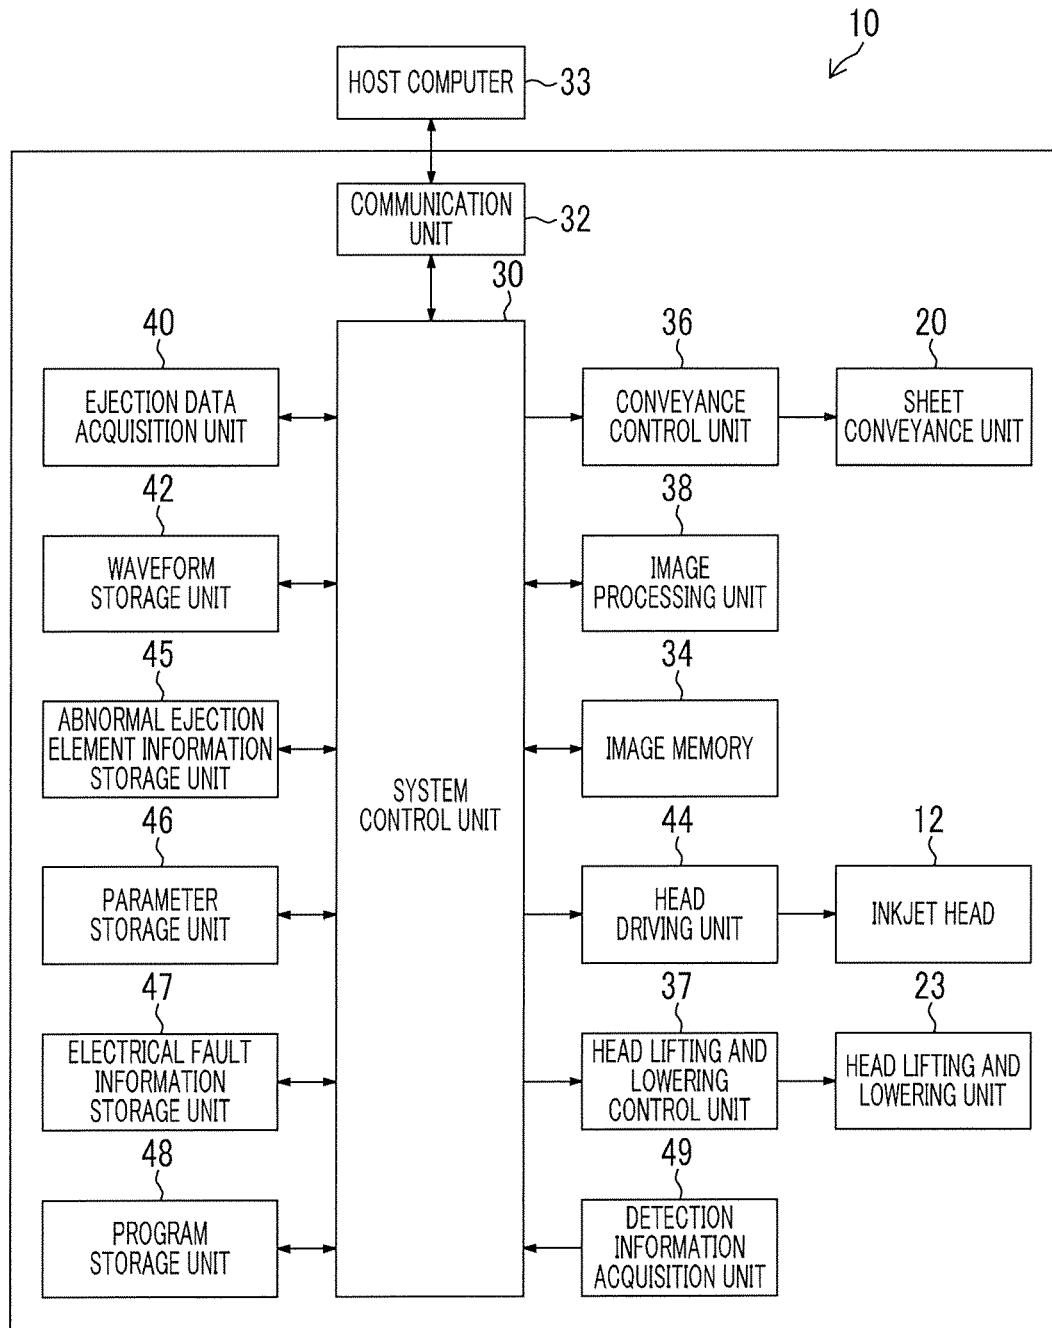 10
HOST COMPUTER
33
COMMUNICATION
UNIT
32
30
SYSTEM
CONTROL UNIT
40
EJECTION DATA
ACQUISITION UNIT
42
WAVEFORM
STORAGE UNIT
45
ABNORMAL EJECTION
ELEMENT INFORMATION
STORAGE UNIT
46
PARAMETER
STORAGE UNIT
47
ELECTRICAL FAULT
INFORMATION
STORAGE UNIT
48
PROGRAM
STORAGE UNIT
36
CONVEYANCE
CONTROL UNIT
20
SHEET
CONVEYANCE UNIT
38
IMAGE
PROCESSING UNIT
34
IMAGE MEMORY
44
HEAD
DRIVING UNIT
12
INKJET HEAD
37
HEAD LIFTING AND
LOWERING
CONTROL UNIT
23
HEAD LIFTING AND
LOWERING UNIT
49
DETECTION
INFORMATION
ACQUISITION UNIT